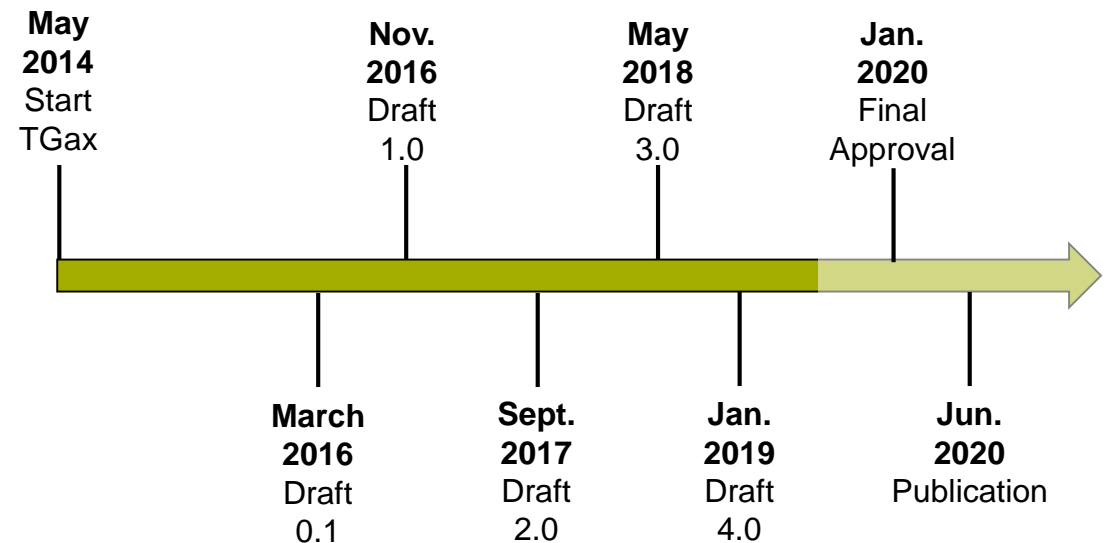 May
2014
Start
TGax
Nov.
2016
Draft
1.0
May
2018
Draft
3.0
Jan.
2020
Final
Approval
March
2016
Draft
0.1
Sept.
2017
Draft
2.0
Jan.
2019
Draft
4.0
Jun.
2020
Publication